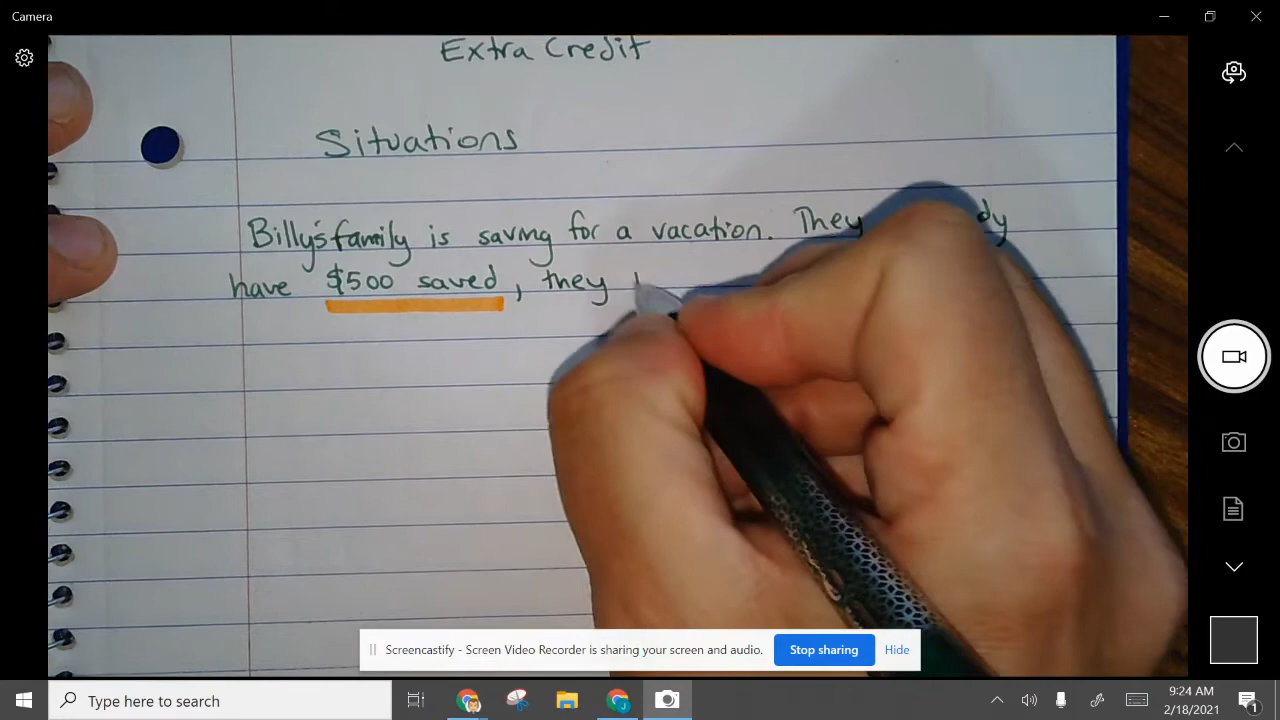 Camera
Extra Credit
Situations
Billy's family is saving for a vacation. They dy
have $500 saved, they
Screencastify - Screen Video Recorder is sharing your screen and audio.
Stop sharing
Hide
Type here to search
9:24 AM
2/18/2021
1